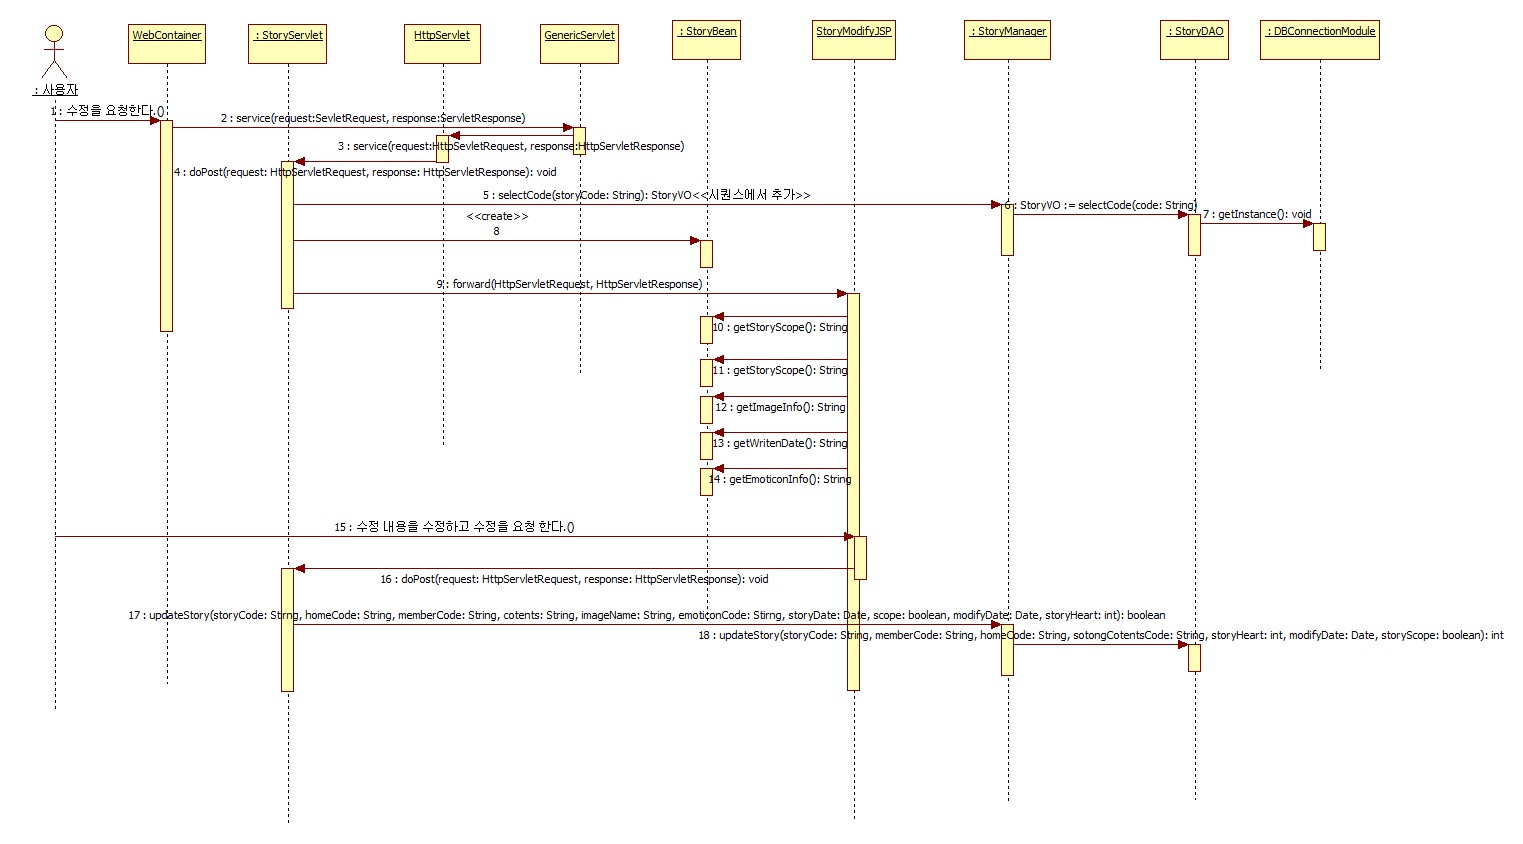 WebContainer
: StoryServlet
HttpServlet
GenericServlet
: StoryBean
StoryModifyJSP
: StoryManager
: StoryDAO
: DBConnectionModule
: 사용자
1 : 수정을 요청한다.()
2 : service(request:SevletRequest, response:ServletResponse)
3 : service(request:HttpSevletRequest, response:HttpServletResponse)
4 : doPost(request: HttpServletRequest, response: HttpServletResponse): void
5 : selectCode(storyCode: String): StoryVO<<시퀀스에서 추가>>
6 : StoryVO := selectCode(code: String)
7 : getInstance(): void
<<create>>
8
9 : forward(HttpServletRequest, HttpServletResponse)
10 : getStoryScope(): String
11 : getStoryScope(): String
12 : getImageInfo(): String
13 : getWritenDate(): String
14 : getEmoticonInfo(): String
15 : 수정 내용을 수정하고 수정을 요청 한다.()
16 : doPost(request: HttpServletRequest, response: HttpServletResponse): void
17 : updateStory(storyCode: Strirng, homeCode: String, memberCode: String, cotents: String, imageName: String, emoticonCode: Stirng, storyDate: Date, scope: boolean, modifyDate: Date, storyHeart: int): boolean
18 : updateStory(storyCode: String, memberCode: String, homeCode: String, sotongCotentsCode: String, storyHeart: int, modifyDate: Date, storyScope: boolean): int